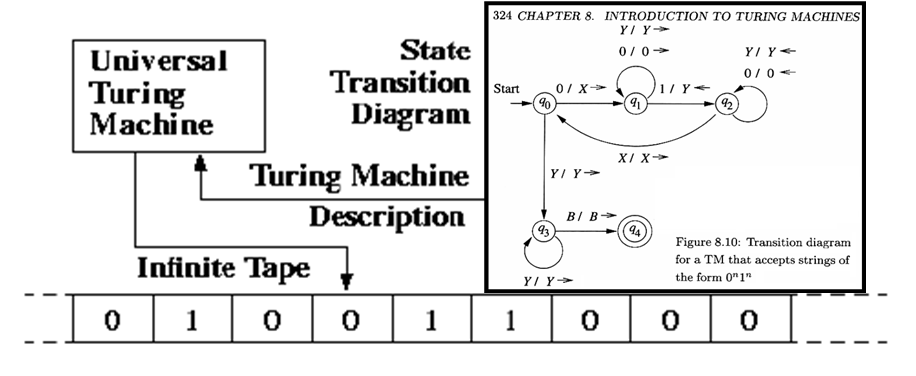 Universal
Turing
Machine
State
Transition
Diagram
Turing Machine
Description
Infinite Tape
324 CHAPTER 8. INTRODUCTION TO TURING MACHINES
Y / Y →
0 / 0 →
Y / Y ←
0 / 0 ←
Start
0 / X →
1 / Y ←
q0
q1
q2
X / X →
Y / Y →
B / B →
q3
q4
Y / Y →
Figure 8.10: Transition diagram
for a TM that accepts strings of
the form 0ⁿ1ⁿ
0 1 0 0 1 1 0 0 0